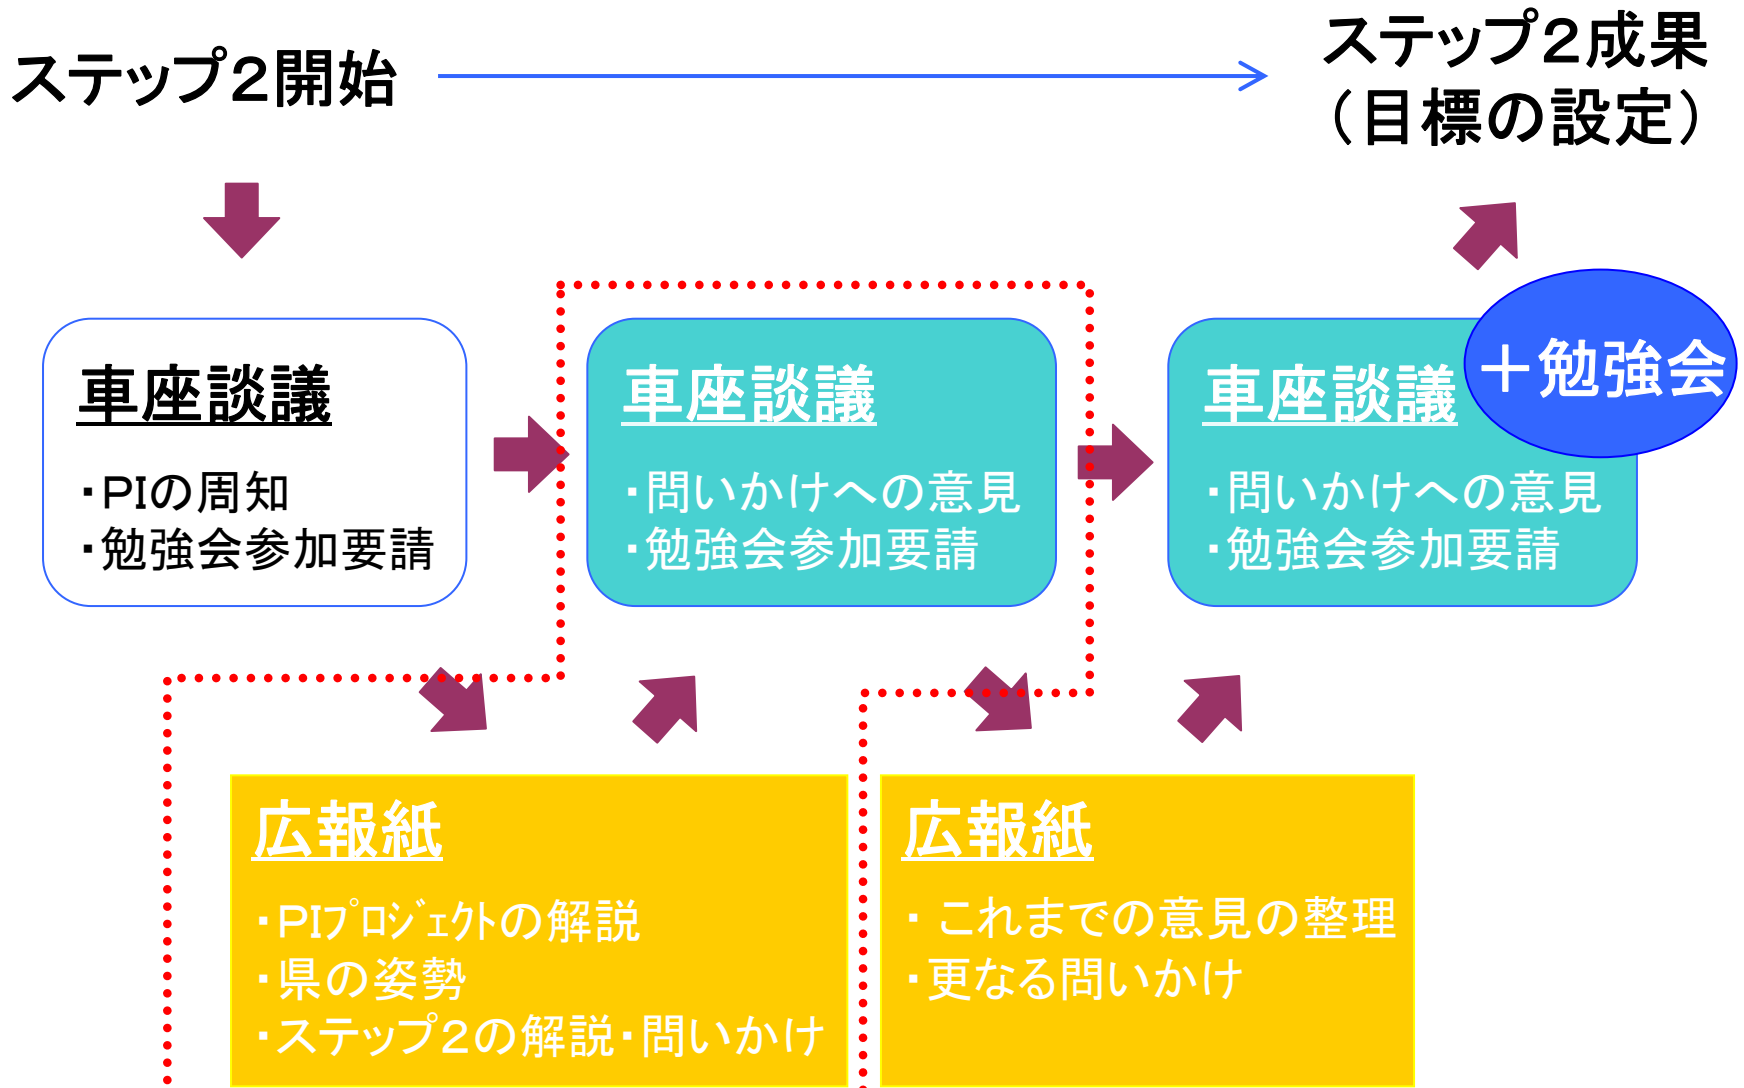 ステップ2開始
ステップ2成果
(目標の設定)
車座談議
・PIの周知
・勉強会参加要請
車座談議
・問いかけへの意見
・勉強会参加要請
車座談議
・問いかけへの意見
・勉強会参加要請
+勉強会
広報紙
・PIプロジェクトの解説
・県の姿勢
・ステップ2の解説・問いかけ
広報紙
・これまでの意見の整理
・更なる問いかけ